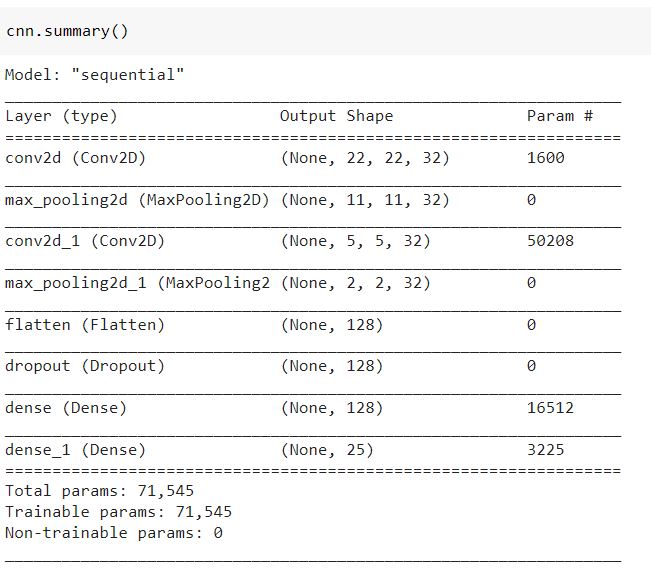 cnn.summary()
Model: "sequential"
_________________________________________________________________
Layer (type)                 Output Shape              Param #
=================================================================
conv2d (Conv2D)              (None, 22, 22, 32)        1600
_________________________________________________________________
max_pooling2d (MaxPooling2D) (None, 11, 11, 32)        0
_________________________________________________________________
conv2d_1 (Conv2D)            (None, 5, 5, 32)          50208
_________________________________________________________________
max_pooling2d_1 (MaxPooling2 (None, 2, 2, 32)          0
_________________________________________________________________
flatten (Flatten)            (None, 128)               0
_________________________________________________________________
dropout (Dropout)            (None, 128)               0
_________________________________________________________________
dense (Dense)                (None, 128)               16512
_________________________________________________________________
dense_1 (Dense)              (None, 25)                3225
=================================================================
Total params: 71,545
Trainable params: 71,545
Non-trainable params: 0
_________________________________________________________________